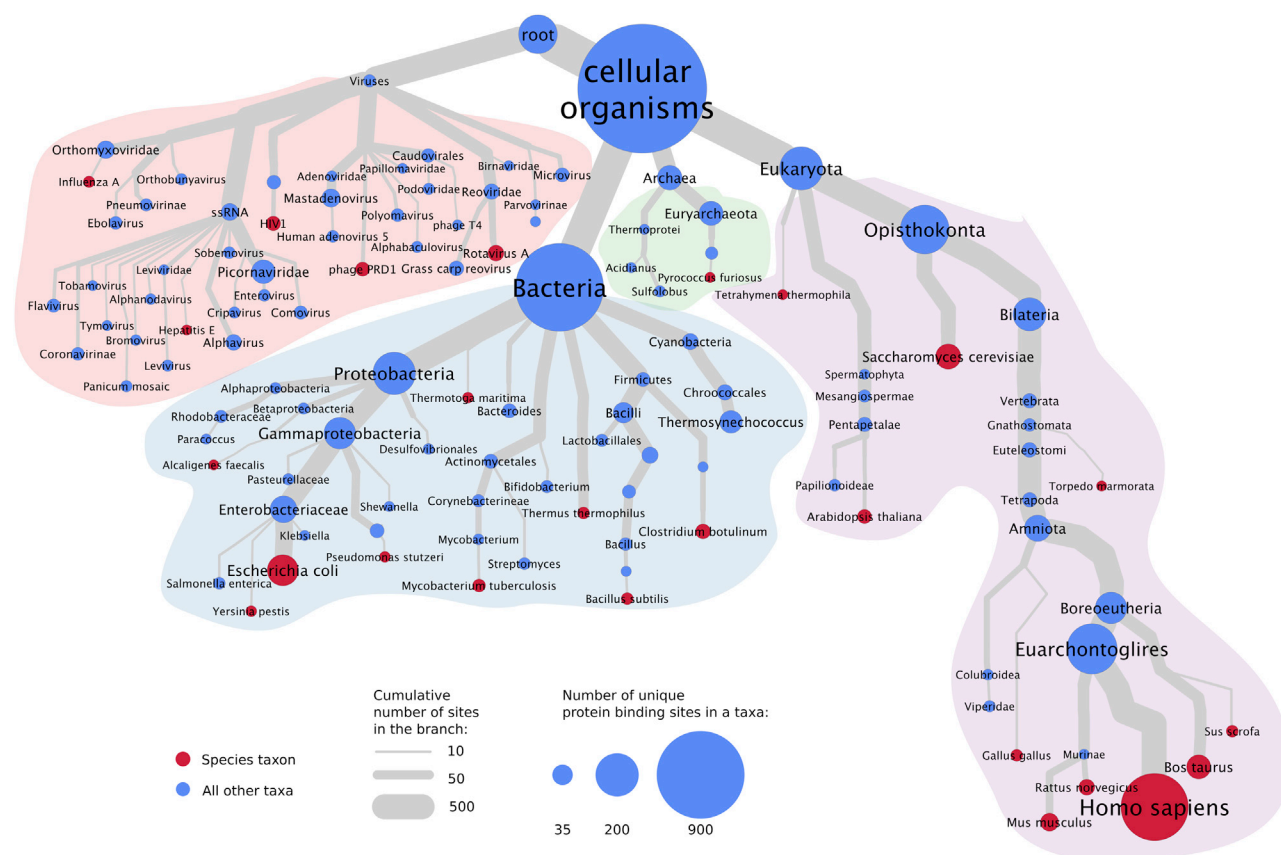 root
cellular
organisms
Viruses
Orthomyxoviridae
Influenza A
Orthobunyavirus
Pneumovirinae
Ebolavirus
ssRNA
HIV1
Adenoviridae
Mastadenovirus
Human adenovirus 5
Caudovirales
Papillomaviridae
Podoviridae
Polyomavirus
phage T4
Alphabaculovirus
phage PRD1
Grass carp reovirus
Birnaviridae
Reoviridae
Microvirus
Parvovirinae
Rotavirus A
Sobemovirus
Leviviridae
Picornaviridae
Tobamovirus
Flavivirus
Alphanodavirus
Enterovirus
Cripavirus
Comovirus
Tymovirus
Hepatitis E
Bromovirus
Alphavirus
Coronavirinae
Levivirus
Panicum mosaic
Archaea
Euryarchaeota
Thermoprotei
Acidianus
Sulfolobus
Pyrococcus furiosus
Eukaryota
Opisthokonta
Tetrahymena thermophila
Bilateria
Saccharomyces cerevisiae
Spermatophyta
Mesangiospermae
Pentapetalae
Papilionoideae
Arabidopsis thaliana
Vertebrata
Gnathostomata
Euteleostomi
Torpedo marmorata
Tetrapoda
Amniota
Boreoeutheria
Euarchontoglires
Colubroidea
Viperidae
Gallus gallus
Murinae
Sus scrofa
Bos taurus
Rattus norvegicus
Homo sapiens
Mus musculus
Bacteria
Proteobacteria
Cyanobacteria
Firmicutes
Chroococcales
Thermosynechococcus
Bacilli
Lactobacillales
Thermotoga maritima
Bacteroides
Alphaproteobacteria
Betaproteobacteria
Rhodobacteraceae
Gammaproteobacteria
Paracoccus
Desulfovibrionales
Actinomycetales
Alcaligenes faecalis
Pasteurellaceae
Bifidobacterium
Corynebacterineae
Shewanella
Enterobacteriaceae
Thermus thermophilus
Klebsiella
Clostridium botulinum
Mycobacterium
Bacillus
Pseudomonas stutzeri
Streptomyces
Escherichia coli
Salmonella enterica
Mycobacterium tuberculosis
Bacillus subtilis
Yersinia pestis
Species taxon
All other taxa
Cumulative
number of sites
in the branch:
10
50
500
Number of unique
protein binding sites in a taxa:
35
200
900